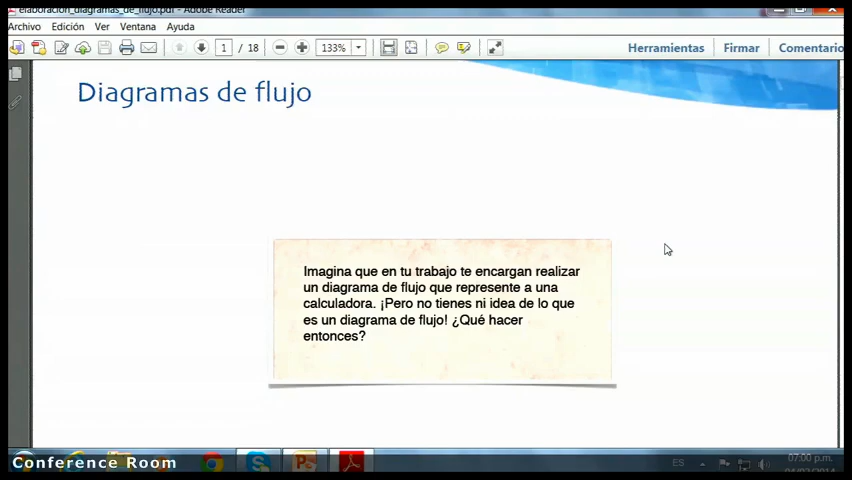 elaboracion_diagramas_de_flujo.pdf - Adobe Reader
Archivo Edición Ver Ventana Ayuda
1 / 18 133% Herramientas Firmar Comentario
Diagramas de flujo
Imagina que en tu trabajo te encargan realizar
un diagrama de flujo que represente a una
calculadora. ¡Pero no tienes ni idea de lo que
es un diagrama de flujo! ¿Qué hacer
entonces?
ES 07:00 p.m.
Conference Room